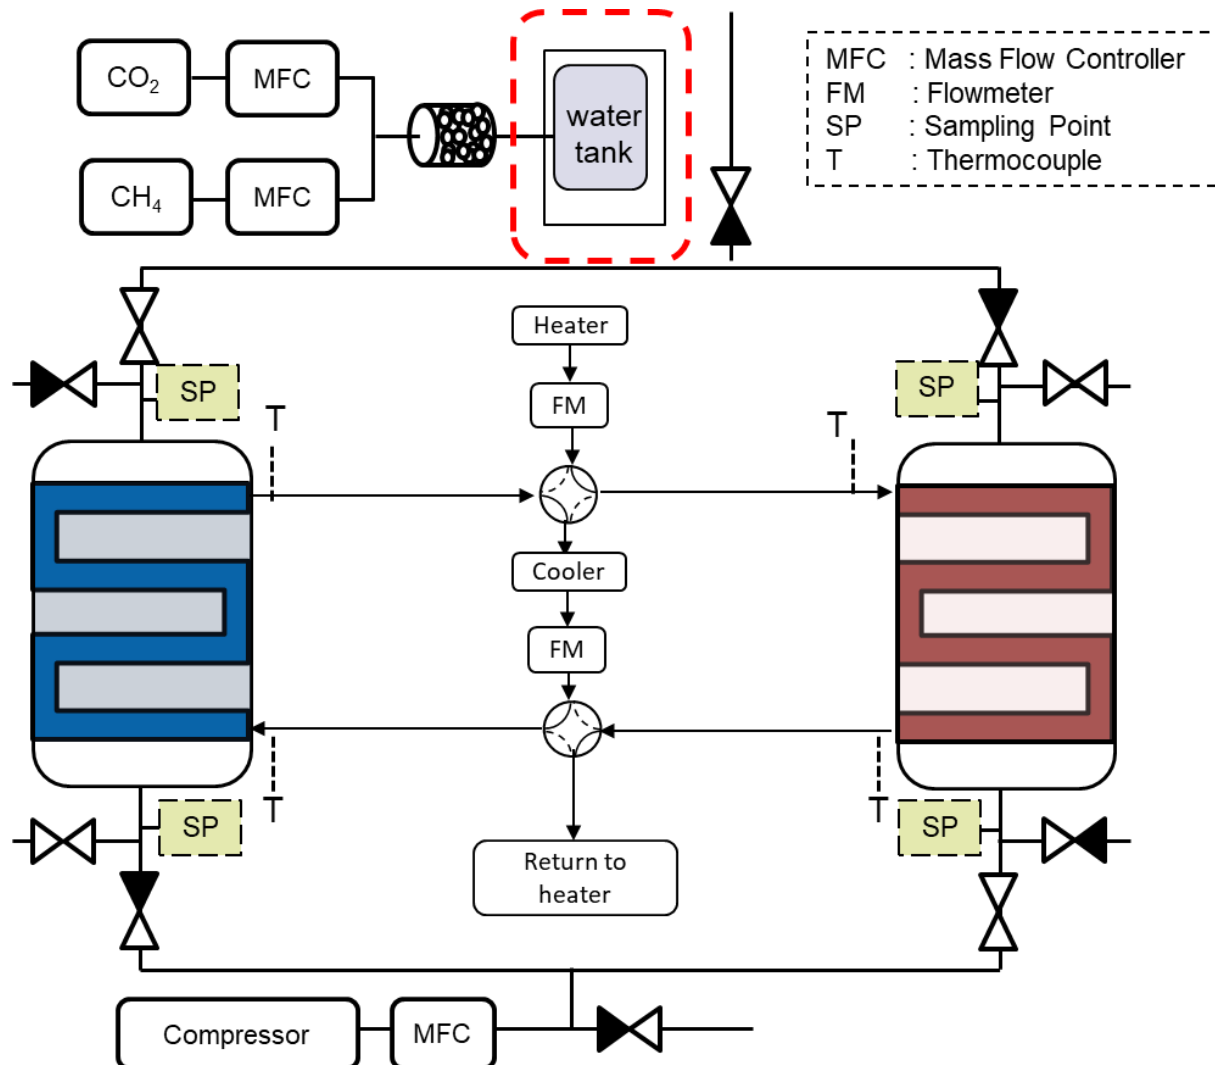 CO₂
MFC
water
tank
CH₄
MFC
MFC : Mass Flow Controller
FM : Flowmeter
SP : Sampling Point
T : Thermocouple
Heater
SP
SP
T
FM
T
Cooler
FM
T
T
SP
SP
Return to
heater
Compressor
MFC